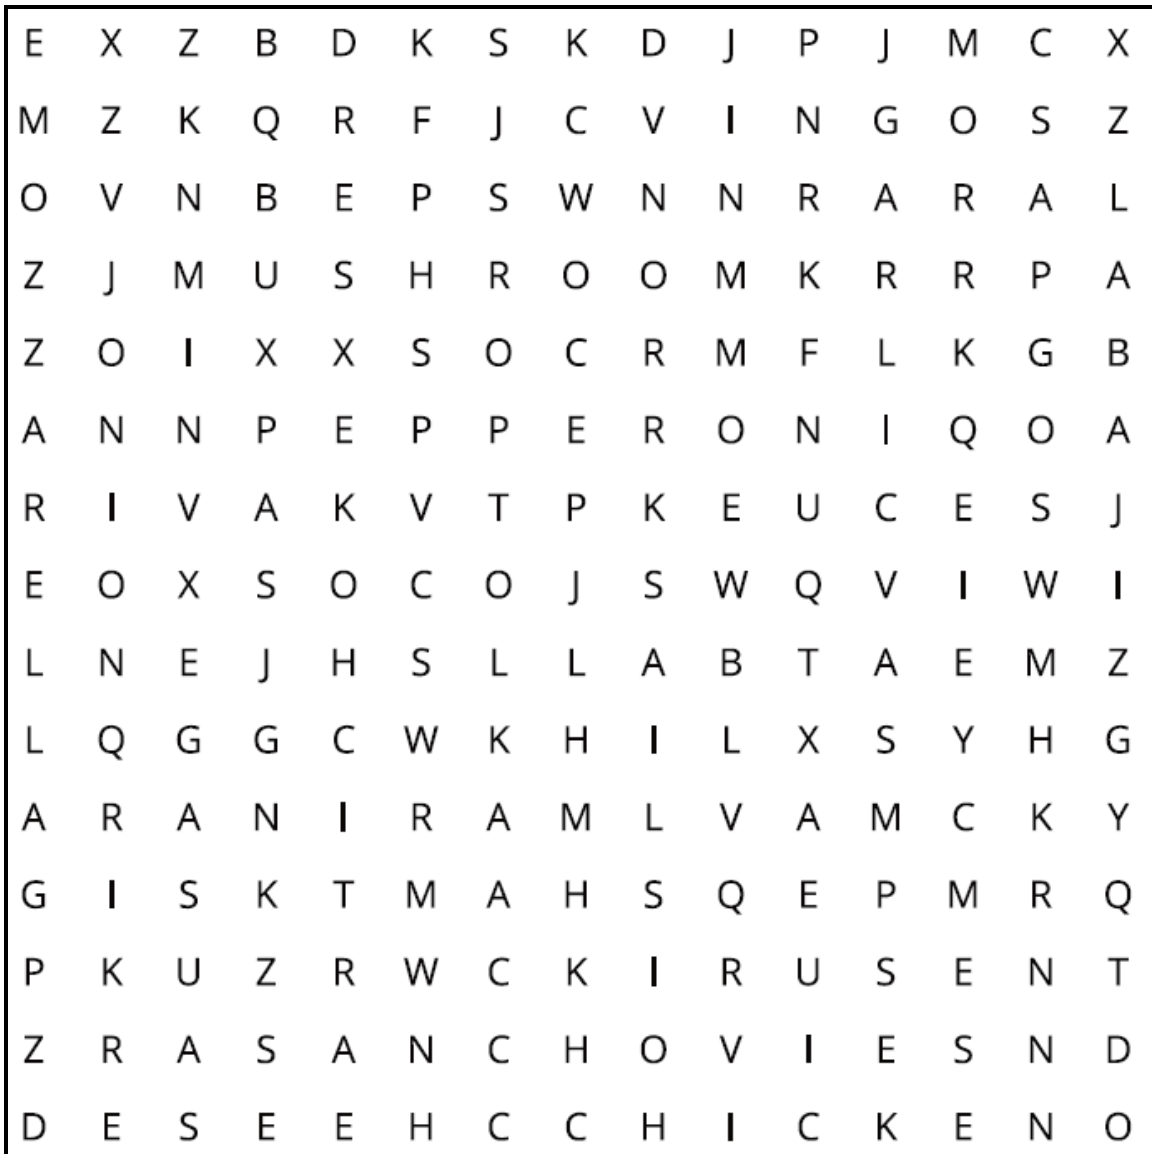 E X Z B D K S K D J P J M C X
M Z K Q R F J C V I N G O S Z
O V N B E P S W N N R A R A L
Z J M U S H R O O M K R R P A
Z O I X X S O C R M F L K G B
A N N P E P P E R O N I Q O A
R I V A K V T P K E U C E S J
E O X S O C O J S W Q V I W I
L N E J H S L L A B T A E M Z
L Q G G C W K H I L X S Y H G
A R A N I R A M L V A M C K Y
G I S K T M A H S Q E P M R Q
P K U Z R W C K I R U S E N T
Z R A S A N C H O V I E S N D
D E S E E H C C H I C K E N O